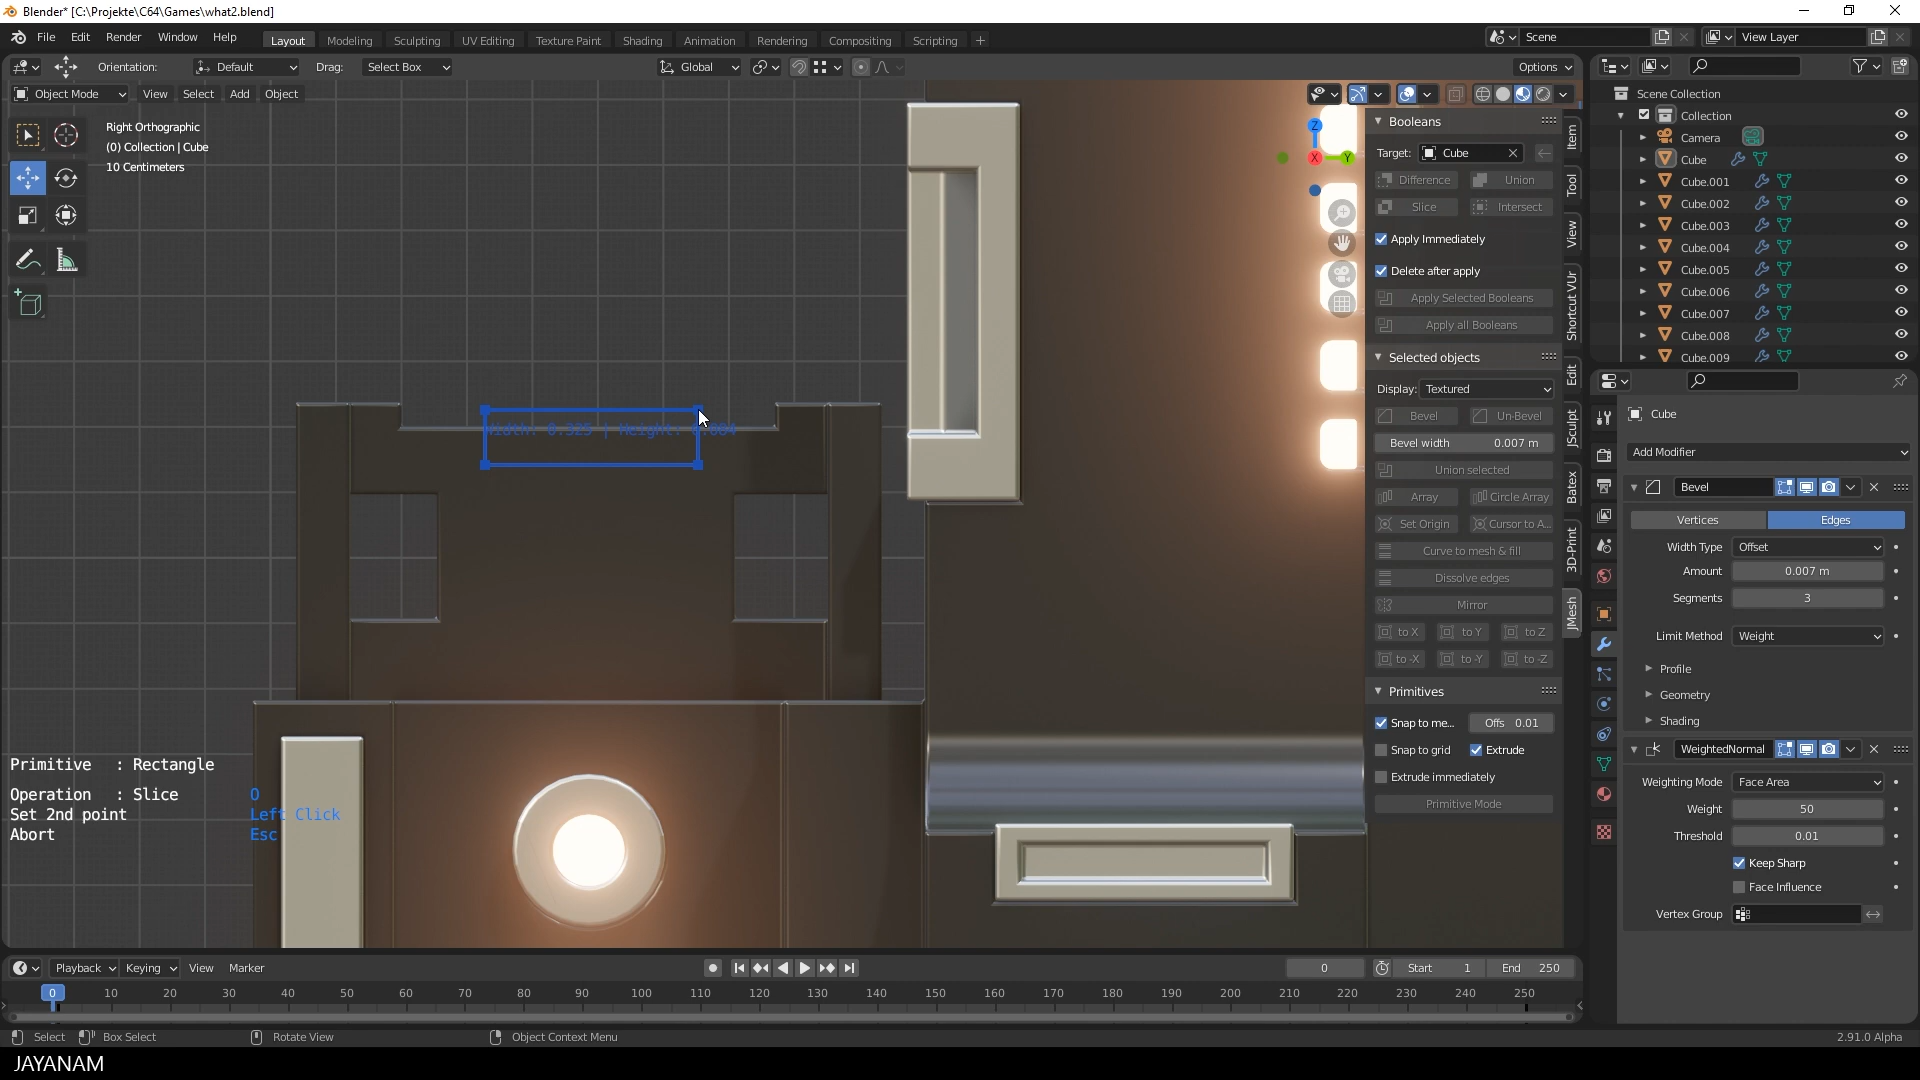 Blender* [C:\Projekte\C64\Games\what2.blend]
File Edit Render Window Help
Layout Modeling Sculpting UV Editing Texture Paint Shading Animation Rendering Compositing Scripting +
Scene View Layer
Orientation: Default Drag: Select Box Global Options
Object Mode View Select Add Object
Right Orthographic
(0) Collection | Cube
10 Centimeters
Z
X
Y
Width: 0.325 | Height: 0.084
Primitive : Rectangle
Operation : Slice O
Set 2nd point Left Click
Abort Esc
Booleans
Target: Cube
Difference Union
Slice Intersect
Apply Immediately
Delete after apply
Apply Selected Booleans
Apply all Booleans
Selected objects
Display: Textured
Bevel Un-Bevel
Bevel width 0.007 m
Union selected
Array Circle Array
Set Origin Cursor to A...
Curve to mesh & fill
Dissolve edges
Mirror
to X to Y to Z
to -X to -Y to -Z
Primitives
Snap to me... Offs 0.01
Snap to grid Extrude
Extrude immediately
Primitive Mode
Item
Tool
View
Shortcut VUr
Edit
JSculpt
Batex
3D-Print
JMesh
Scene Collection
Collection
Camera
Cube
Cube.001
Cube.002
Cube.003
Cube.004
Cube.005
Cube.006
Cube.007
Cube.008
Cube.009
Cube
Add Modifier
Bevel
Vertices Edges
Width Type Offset
Amount 0.007 m
Segments 3
Limit Method Weight
Profile
Geometry
Shading
WeightedNormal
Weighting Mode Face Area
Weight 50
Threshold 0.01
Keep Sharp
Face Influence
Vertex Group
Playback Keying View Marker 0 Start 1 End 250
0 10 20 30 40 50 60 70 80 90 100 110 120 130 140 150 160 170 180 190 200 210 220 230 240 250
Select Box Select Rotate View Object Context Menu 2.91.0 Alpha
JAYANAM